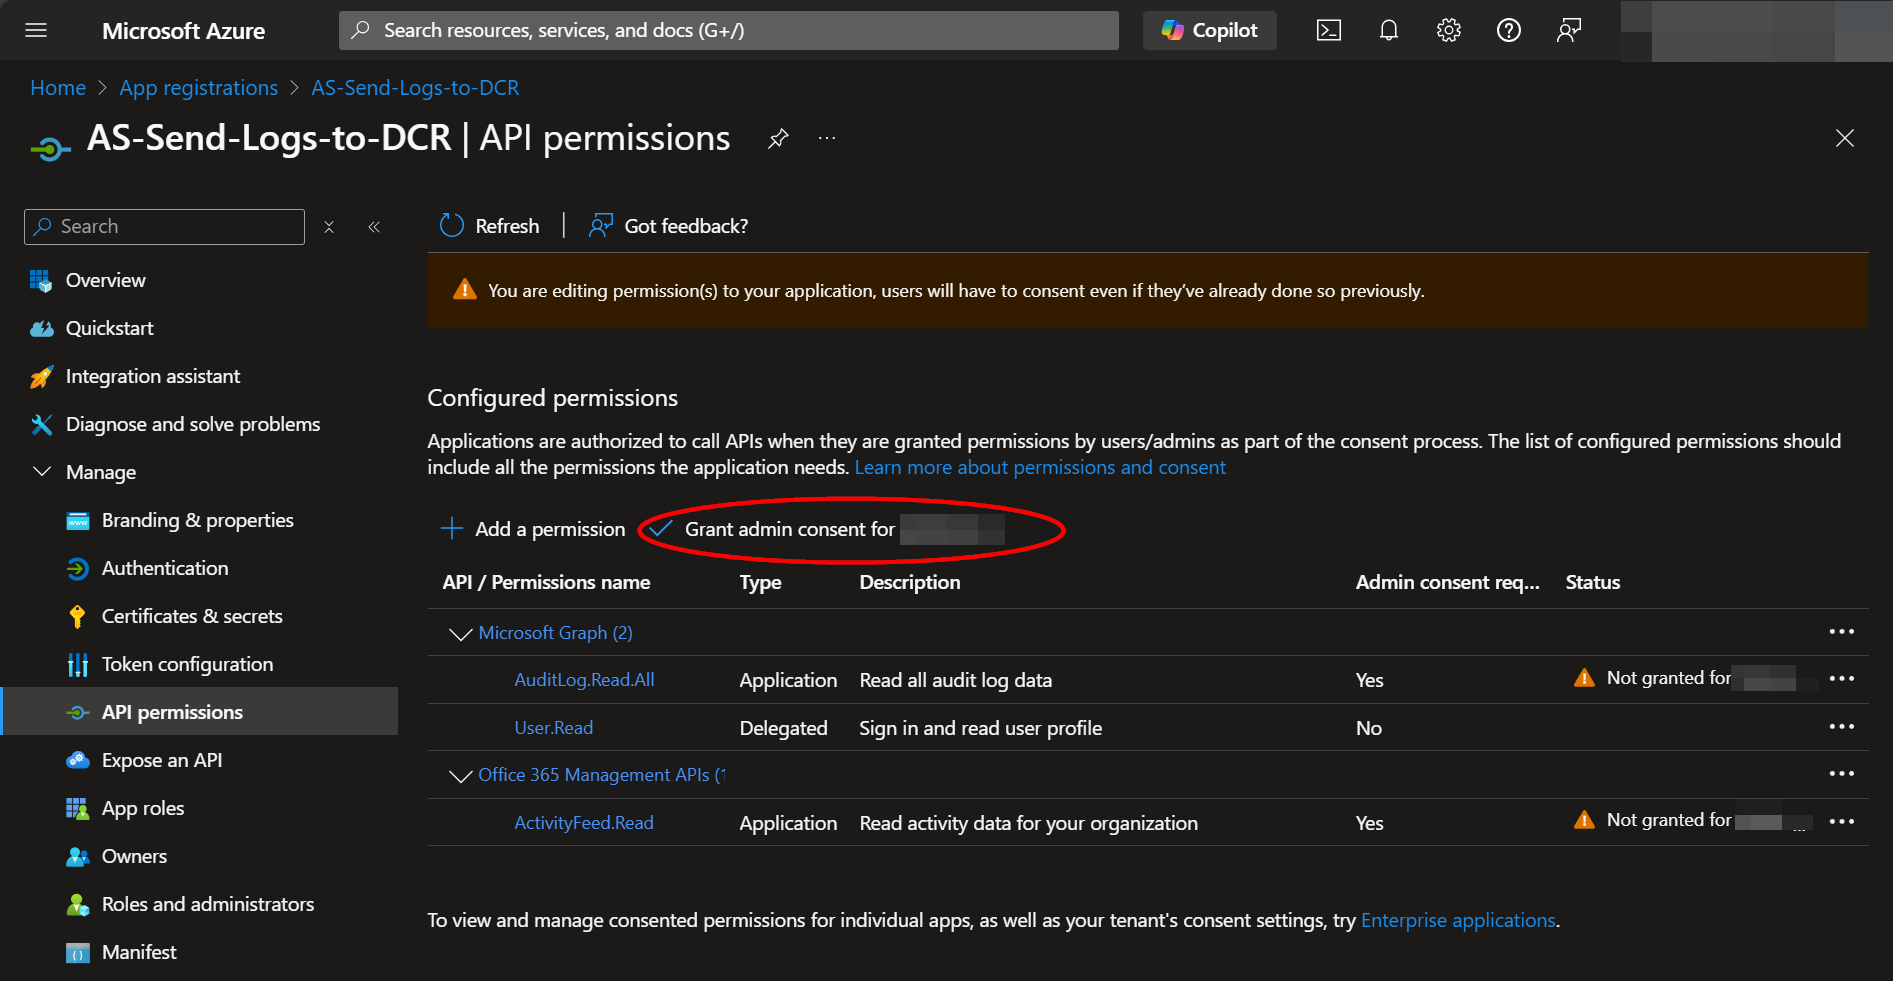 Microsoft Azure
Search resources, services, and docs (G+/)
Copilot
Home > App registrations > AS-Send-Logs-to-DCR
AS-Send-Logs-to-DCR | API permissions
Search
Refresh
Got feedback?
You are editing permission(s) to your application, users will have to consent even if they’ve already done so previously.
Overview
Quickstart
Integration assistant
Diagnose and solve problems
Manage
Branding & properties
Authentication
Certificates & secrets
Token configuration
API permissions
Expose an API
App roles
Owners
Roles and administrators
Manifest
Configured permissions
Applications are authorized to call APIs when they are granted permissions by users/admins as part of the consent process. The list of configured permissions should
include all the permissions the application needs. Learn more about permissions and consent
Add a permission
Grant admin consent for
API / Permissions name Type Description Admin consent req... Status
Microsoft Graph (2)
AuditLog.Read.All Application Read all audit log data Yes Not granted for
User.Read Delegated Sign in and read user profile No
Office 365 Management APIs (1
ActivityFeed.Read Application Read activity data for your organization Yes Not granted for ...
To view and manage consented permissions for individual apps, as well as your tenant's consent settings, try Enterprise applications.